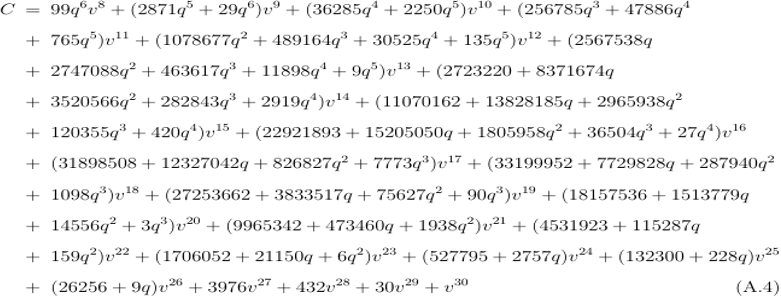 C = 99q^6v^8 + (2871q^5 + 29q^6)v^9 + (36285q^4 + 2250q^5)v^10 + (256785q^3 + 47886q^4
+ 765q^5)v^11 + (1078677q^2 + 489164q^3 + 30525q^4 + 135q^5)v^12 + (2567538q
+ 2747088q^2 + 463617q^3 + 11898q^4 + 9q^5)v^13 + (2723220 + 8371674q
+ 3520566q^2 + 282843q^3 + 2919q^4)v^14 + (11070162 + 13828185q + 2965938q^2
+ 120355q^3 + 420q^4)v^15 + (22921893 + 15205050q + 1805958q^2 + 36504q^3 + 27q^4)v^16
+ (31898508 + 12327042q + 826827q^2 + 7773q^3)v^17 + (33199952 + 7729828q + 287940q^2
+ 1098q^3)v^18 + (27253662 + 3833517q + 75627q^2 + 90q^3)v^19 + (18157536 + 1513779q
+ 14556q^2 + 3q^3)v^20 + (9965342 + 473460q + 1938q^2)v^21 + (4531923 + 115287q
+ 159q^2)v^22 + (1706052 + 21150q + 6q^2)v^23 + (527795 + 2757q)v^24 + (132300 + 228q)v^25
+ (26256 + 9q)v^26 + 3976v^27 + 432v^28 + 30v^29 + v^30 (A.4)